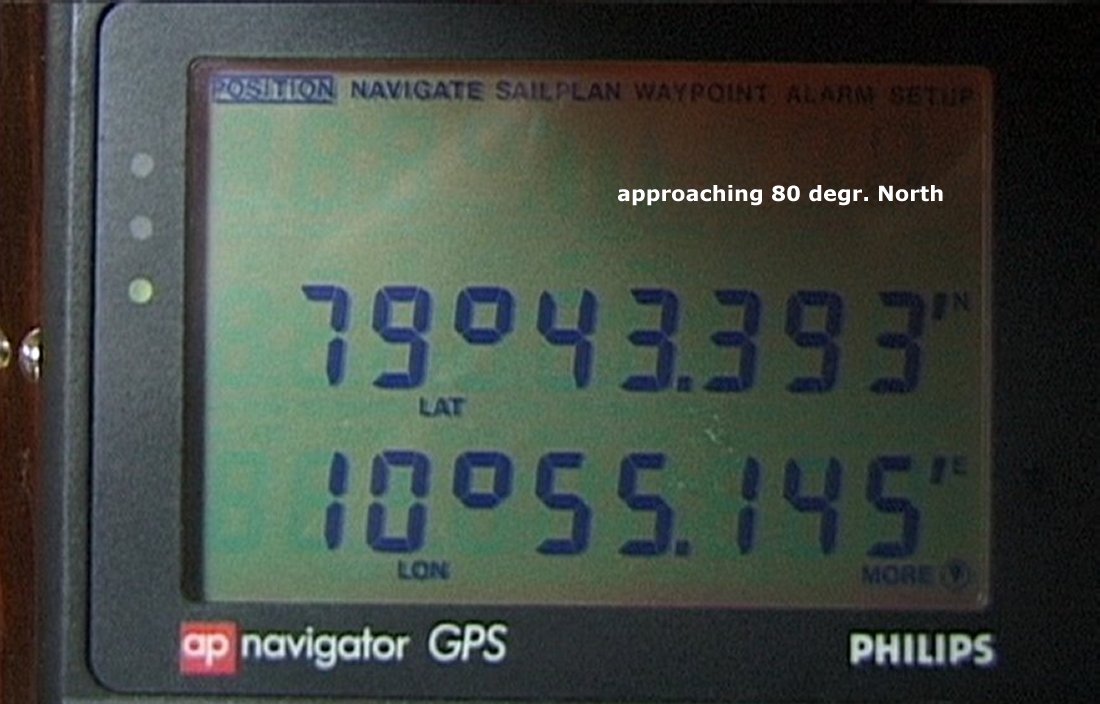 POSITION NAVIGATE SAILPLAN WAYPOINT ALARM SETUP
approaching 80 degr. North
79°43.393'N
LAT
10°55.145'E
LON
MORE
ap navigator GPS
PHILIPS